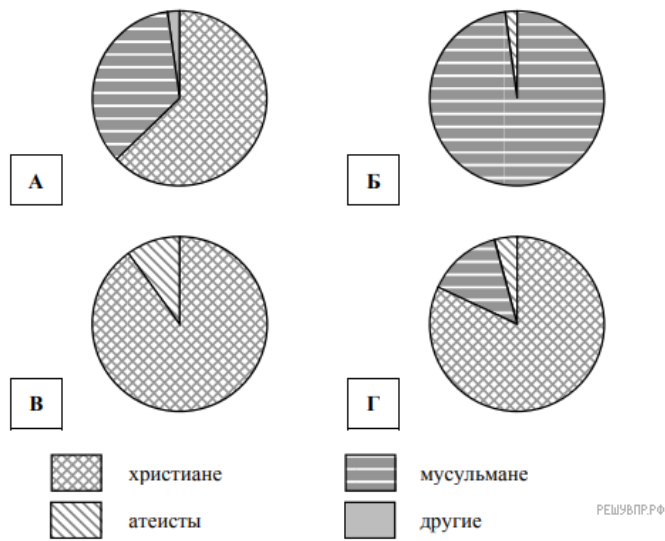 А
Б
В
Г
христиане
мусульмане
атеисты
другие
РЕШУВПР.РФ